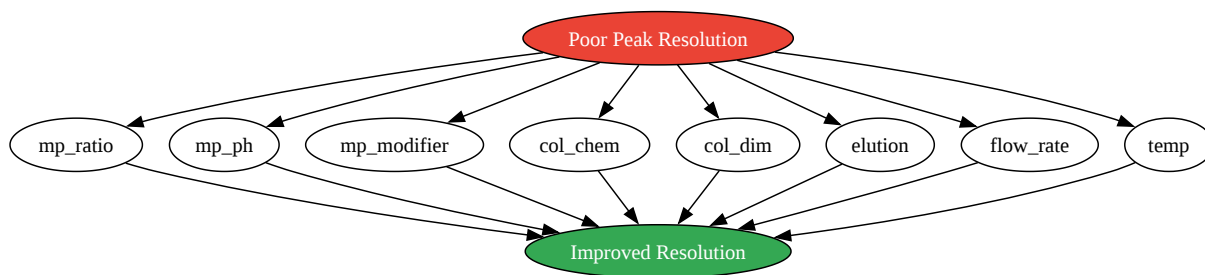 Poor Peak Resolution
mp_ratio
mp_ph
mp_modifier
col_chem
col_dim
elution
flow_rate
temp
Improved Resolution